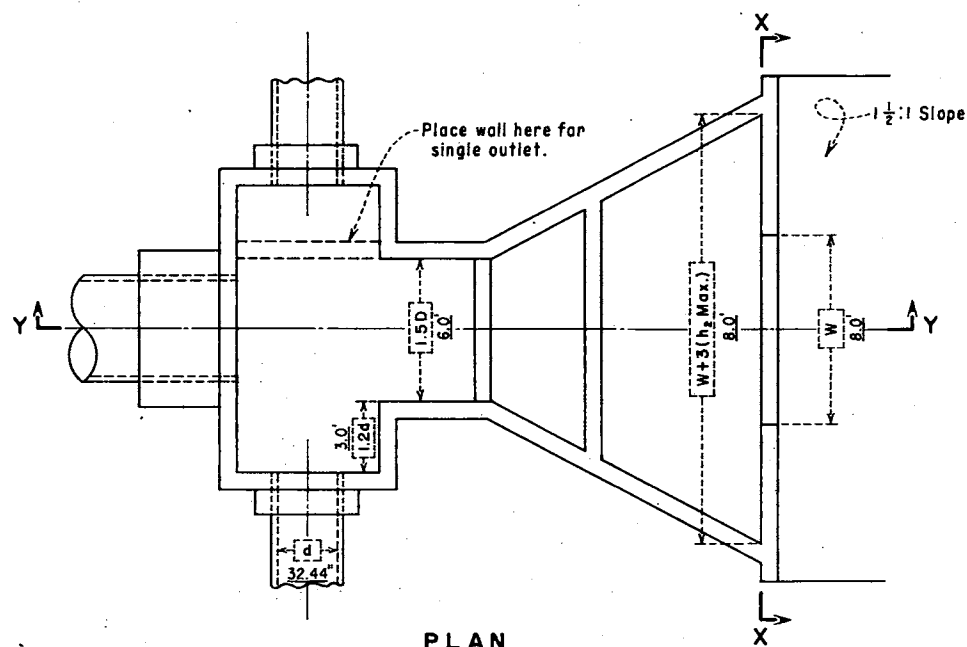 X
1 1/2:1 Slope
Place wall here for
single outlet.
Y
1.5D
6.0'
W+3(h₂ Max.)
8.0'
W
8.0'
Y
3.0'
1.2d
d
32.44"
X
PLAN